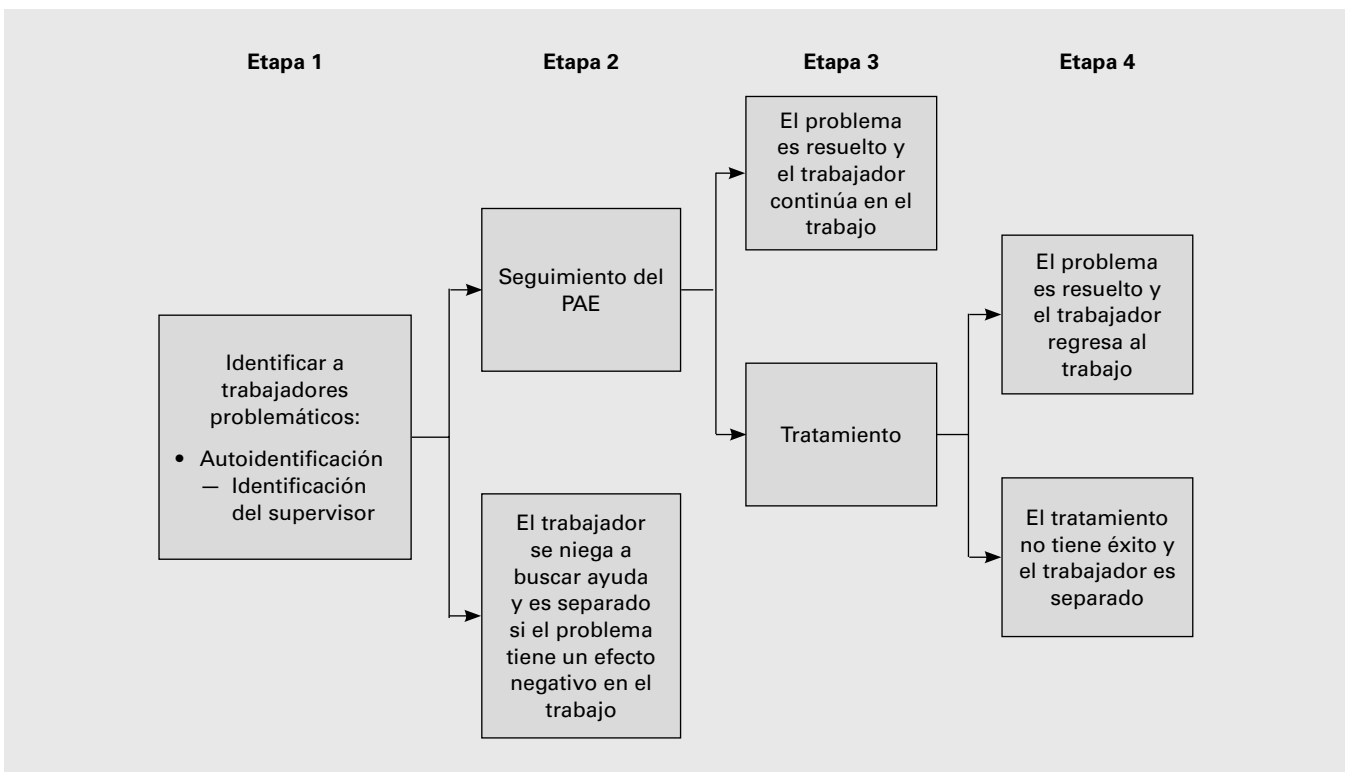 Etapa 1
Etapa 2
Etapa 3
Etapa 4
Identificar a
trabajadores
problemáticos:
• Autoidentificación
— Identificación
del supervisor
Seguimiento del
PAE
El trabajador
se niega a
buscar ayuda
y es separado
si el problema
tiene un efecto
negativo en el
trabajo
El problema
es resuelto y
el trabajador
continúa en el
trabajo
Tratamiento
El problema
es resuelto y
el trabajador
regresa al
trabajo
El tratamiento
no tiene éxito y
el trabajador es
separado